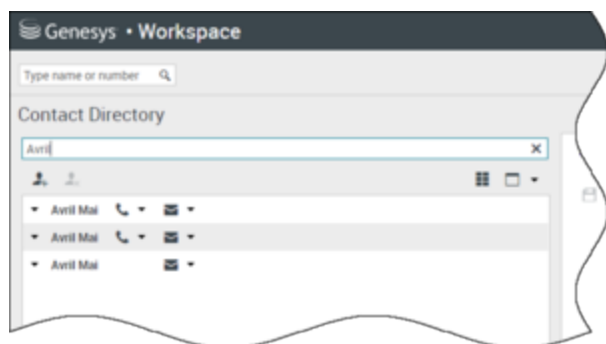 Genesys • Workspace
Type name or number
Contact Directory
Avril
Avril Mai
Avril Mai
Avril Mai